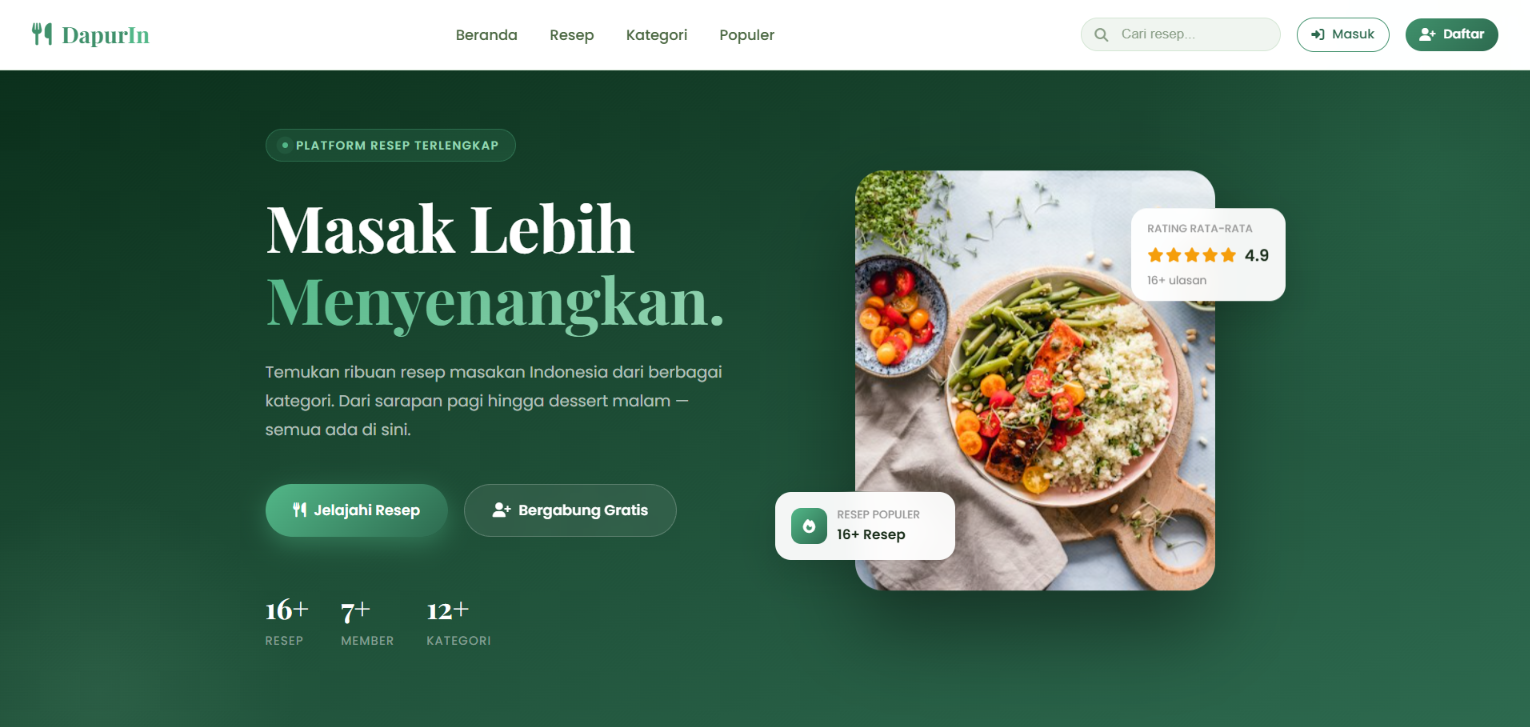 DapurIn
Beranda
Resep
Kategori
Populer
Cari resep...
Masuk
Daftar
PLATFORM RESEP TERLENGKAP
Masak Lebih
Menyenangkan.
Temukan ribuan resep masakan Indonesia dari berbagai
kategori. Dari sarapan pagi hingga dessert malam —
semua ada di sini.
Jelajahi Resep
Bergabung Gratis
16+
RESEP
7+
MEMBER
12+
KATEGORI
RATING RATA-RATA
4.9
16+ ulasan
RESEP POPULER
16+ Resep